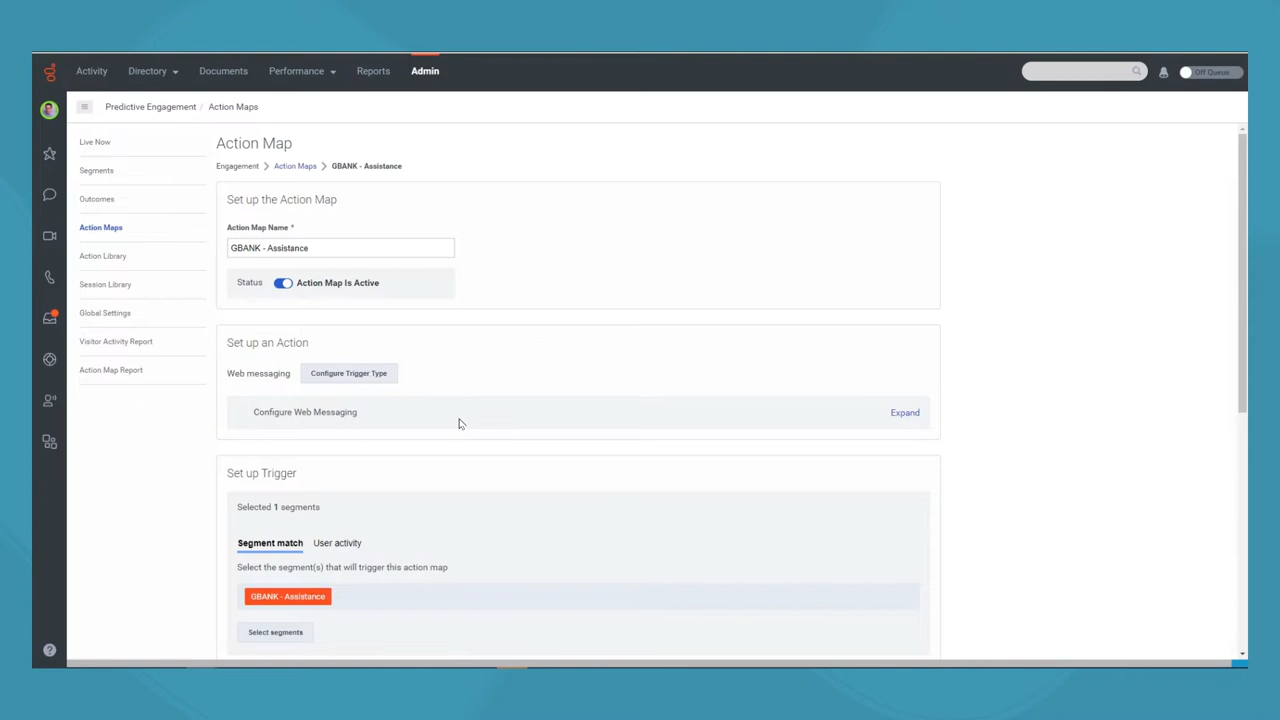 Activity Directory Documents Performance Reports Admin
Off Queue
Predictive Engagement / Action Maps
Live Now
Segments
Outcomes
Action Maps
Action Library
Session Library
Global Settings
Visitor Activity Report
Action Map Report
Action Map
Engagement > Action Maps > GBANK - Assistance
Set up the Action Map
Action Map Name *
GBANK - Assistance
Status Action Map Is Active
Set up an Action
Web messaging Configure Trigger Type
Configure Web Messaging Expand
Set up Trigger
Selected 1 segments
Segment match User activity
Select the segment(s) that will trigger this action map
GBANK - Assistance
Select segments